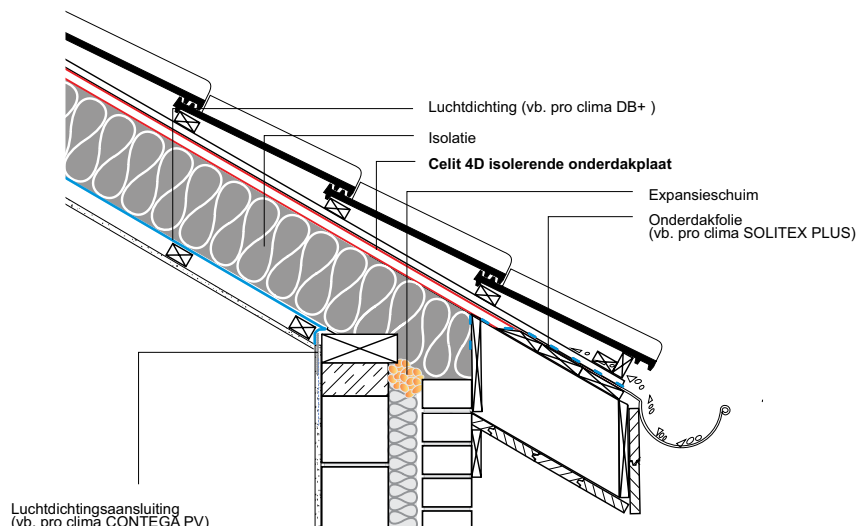 Luchtdichting (vb. pro clima DB+ )
Isolatie
Celit 4D isolerende onderdakplaat
Expansieschuim
Onderdakfolie
(vb. pro clima SOLITEX PLUS)
Luchtdichtingsaansluiting
(vb. pro clima CONTEGA PV)